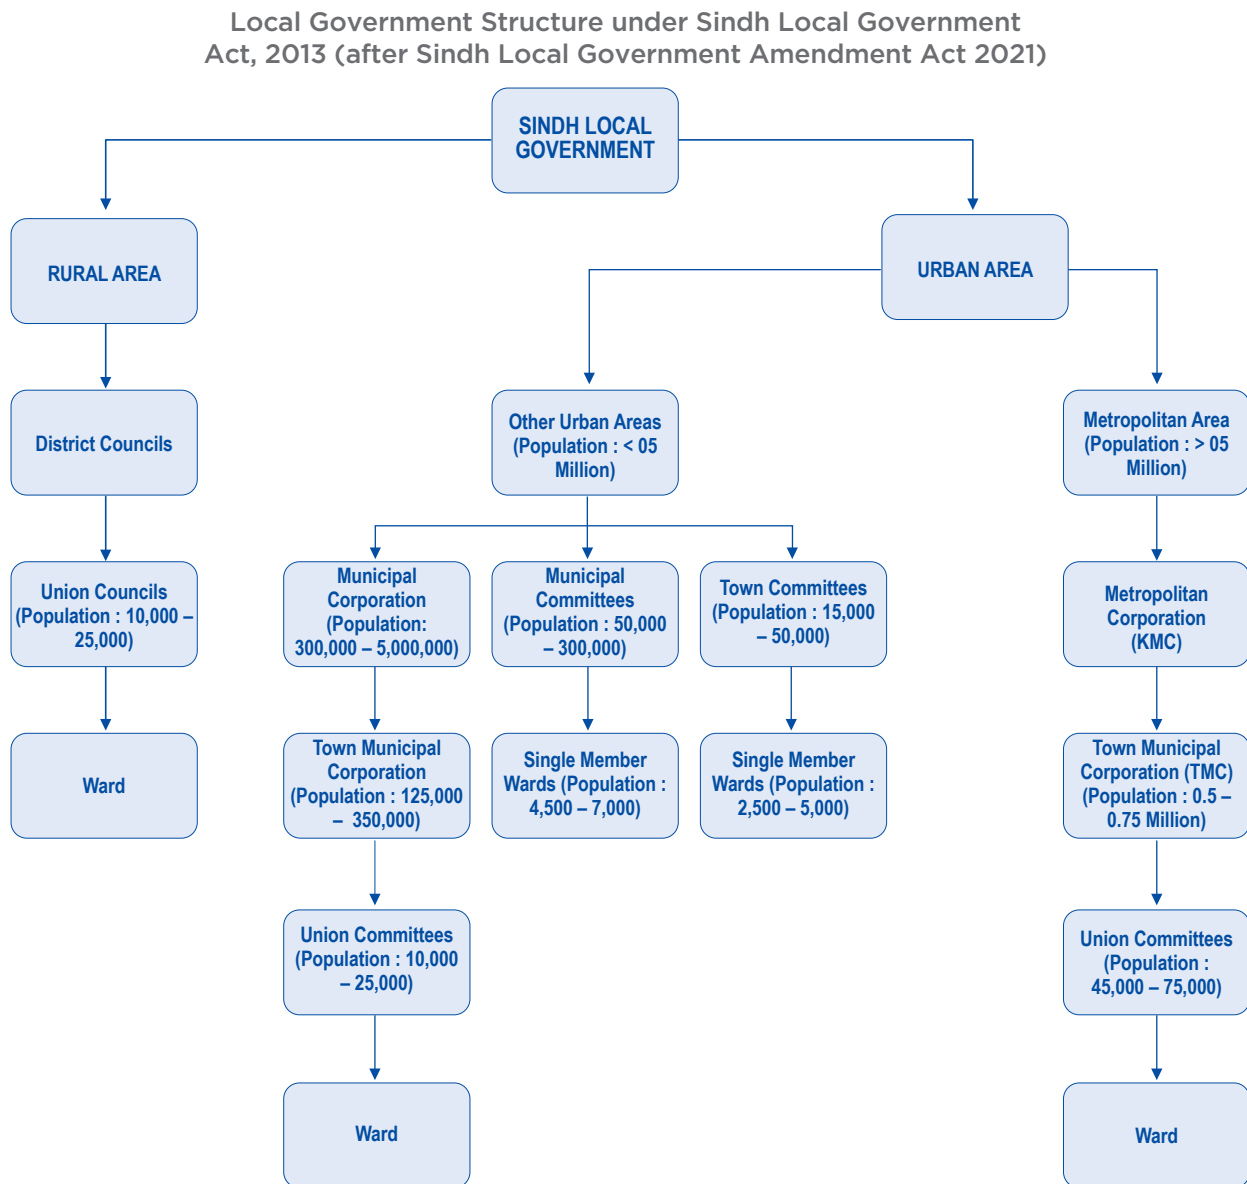 Local Government Structure under Sindh Local Government
Act, 2013 (after Sindh Local Government Amendment Act 2021)
SINDH LOCAL
GOVERNMENT
RURAL AREA
URBAN AREA
District Councils
Other Urban Areas
(Population : < 05
Million)
Metropolitan Area
(Population : > 05
Million)
Union Councils
(Population : 10,000 –
25,000)
Municipal
Corporation
(Population:
300,000 – 5,000,000)
Municipal
Committees
(Population : 50,000
– 300,000)
Town Committees
(Population : 15,000
– 50,000)
Metropolitan
Corporation
(KMC)
Ward
Town Municipal
Corporation
(Population : 125,000
– 350,000)
Single Member
Wards (Population :
4,500 – 7,000)
Single Member
Wards (Population :
2,500 – 5,000)
Town Municipal
Corporation (TMC)
(Population : 0.5 –
0.75 Million)
Union Committees
(Population : 10,000
– 25,000)
Union Committees
(Population :
45,000 – 75,000)
Ward
Ward